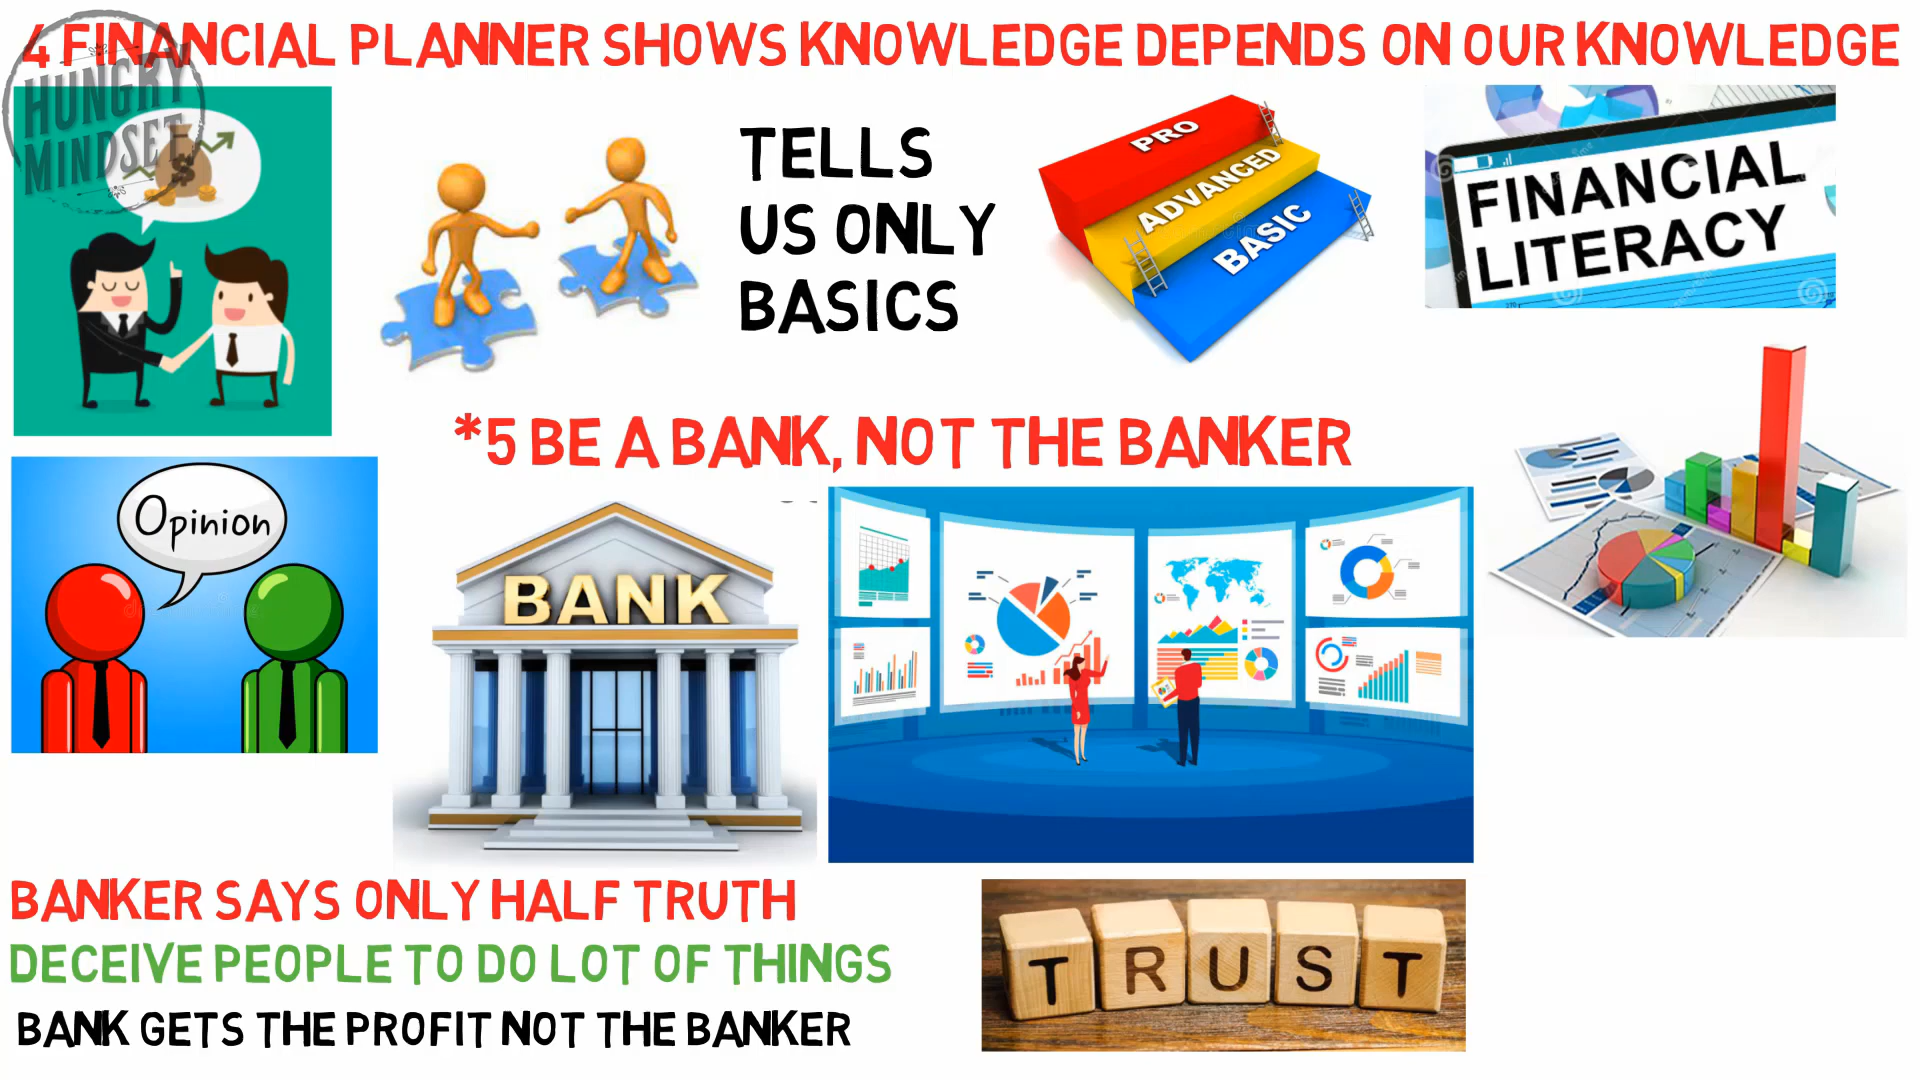 4 FINANCIAL PLANNER SHOWS KNOWLEDGE DEPENDS ON OUR KNOWLEDGE
HUNGRY
MINDSET
$
TELLS
US ONLY
BASICS
PRO
ADVANCED
BASIC
FINANCIAL
LITERACY
*5 BE A BANK, NOT THE BANKER
Opinion
BANK
BANKER SAYS ONLY HALF TRUTH
DECEIVE PEOPLE TO DO LOT OF THINGS
BANK GETS THE PROFIT NOT THE BANKER
TRUST